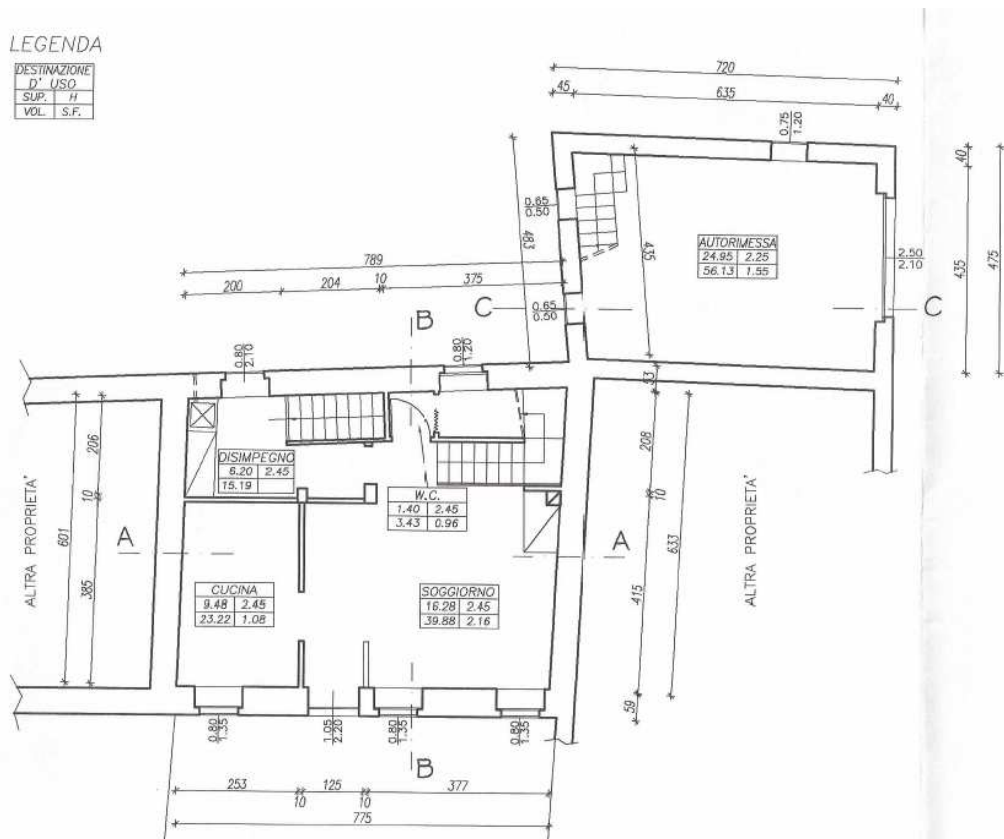 LEGENDA
DESTINAZIONE
D' USO
SUP. H
VOL. S.F.
720
45 635 40
0.75
1.20
40
435
475
0.65
0.50
483
435
AUTORIMESSA
24.95 2.25
56.13 1.55
2.50
2.10
789
200 204 10 375
B
C
0.65
0.50
C
0.80
2.10
0.80
1.20
33
206
10
385
601
ALTRA PROPRIETA'
DISIMPEGNO
6.20 2.45
15.19
W.C.
1.40 2.45
3.43 0.96
208
10
415
633
59
ALTRA PROPRIETA'
A
A
CUCINA
9.48 2.45
23.22 1.08
SOGGIORNO
16.28 2.45
39.88 2.16
0.80
1.35
1.05
2.20
0.80
1.35
0.80
1.35
B
253 10 125 10 377
775